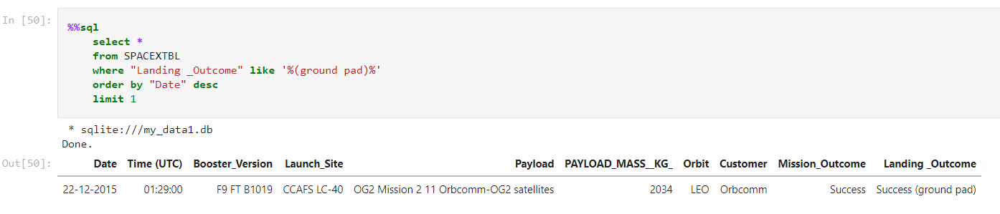 In [50]:
%%sql
select *
from SPACEXTBL
where "Landing _Outcome" like '%(ground pad)%'
order by "Date" desc
limit 1
* sqlite:///my_data1.db
Done.
Out[50]:
Date Time (UTC) Booster_Version Launch_Site Payload PAYLOAD_MASS__KG_ Orbit Customer Mission_Outcome Landing _Outcome
22-12-2015 01:29:00 F9 FT B1019 CCAFS LC-40 OG2 Mission 2 11 Orbcomm-OG2 satellites 2034 LEO Orbcomm Success Success (ground pad)